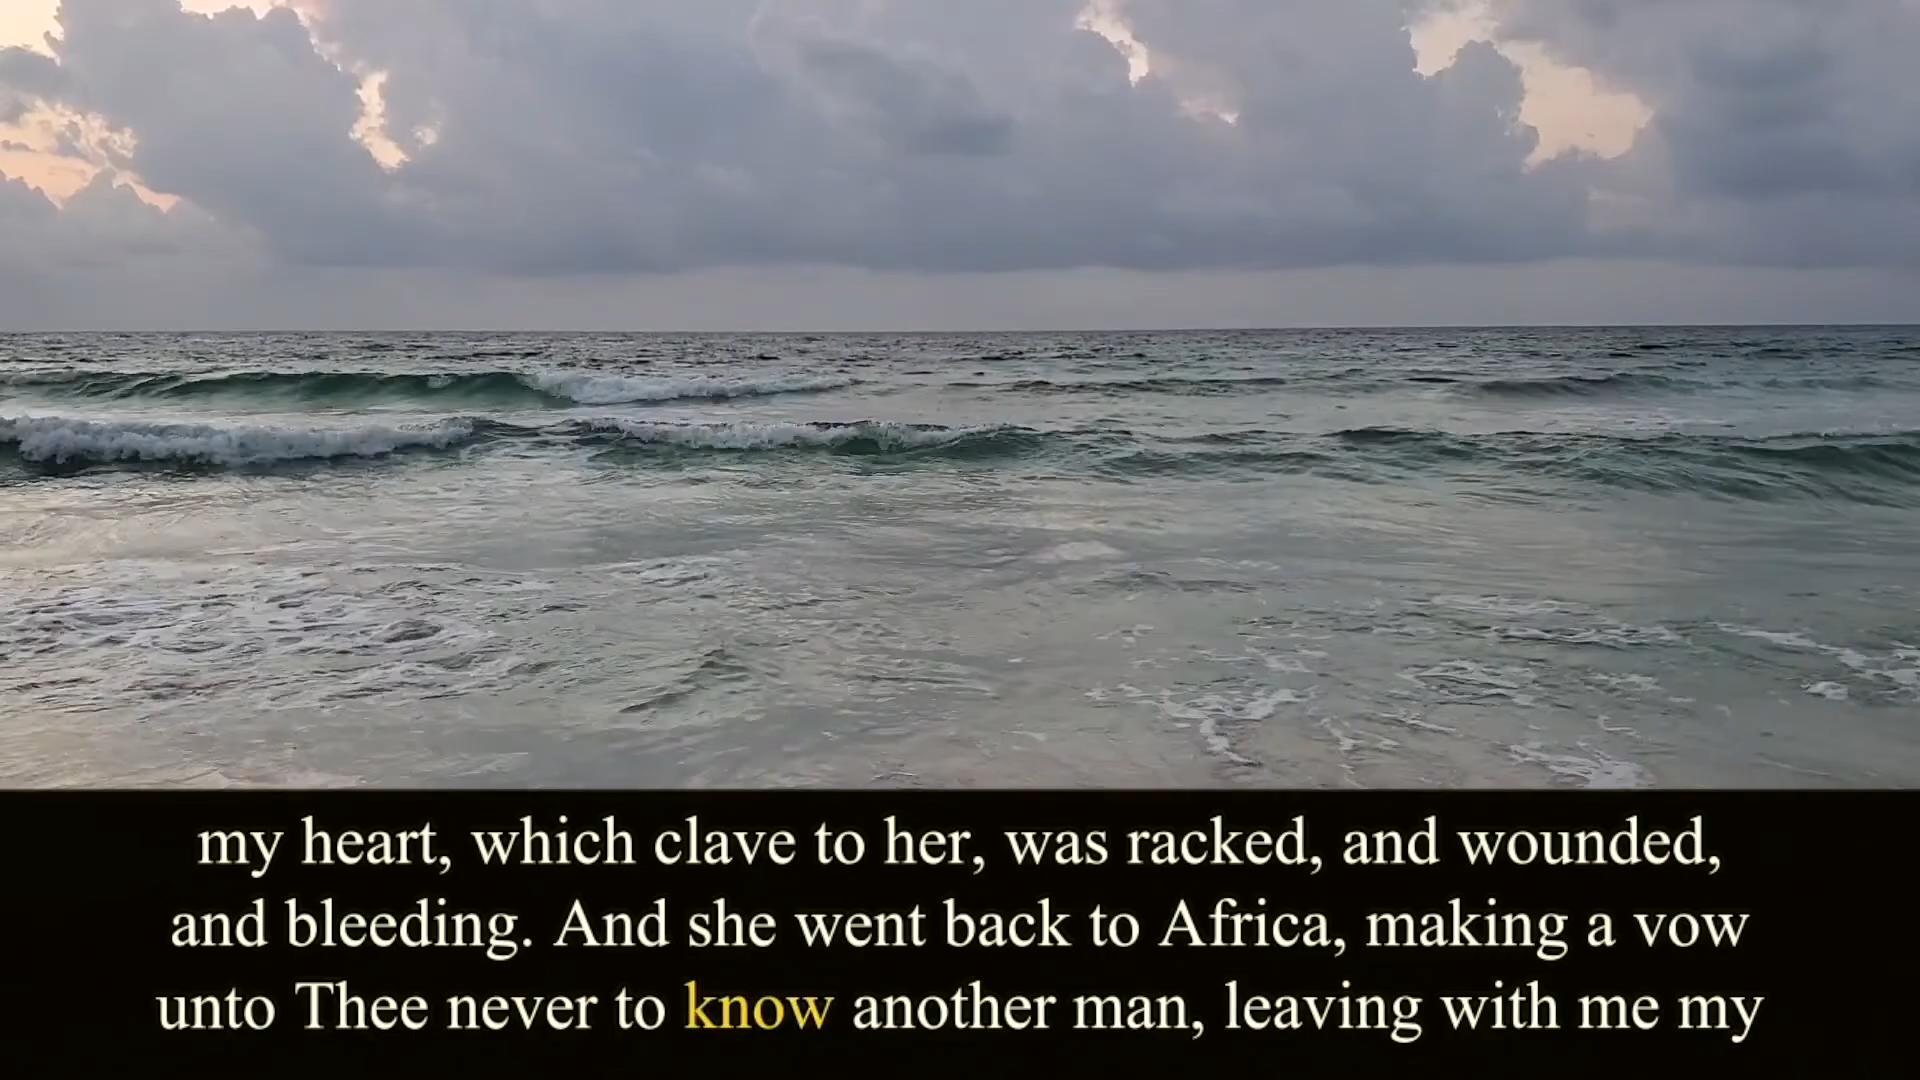 my heart, which clave to her, was racked, and wounded,
and bleeding. And she went back to Africa, making a vow
unto Thee never to know another man, leaving with me my